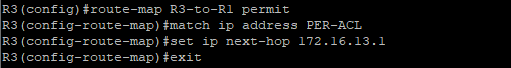 R3(config)#route-map R3-to-R1 permit
R3(config-route-map)#match ip address PER-ACL
R3(config-route-map)#set ip next-hop 172.16.13.1
R3(config-route-map)#exit